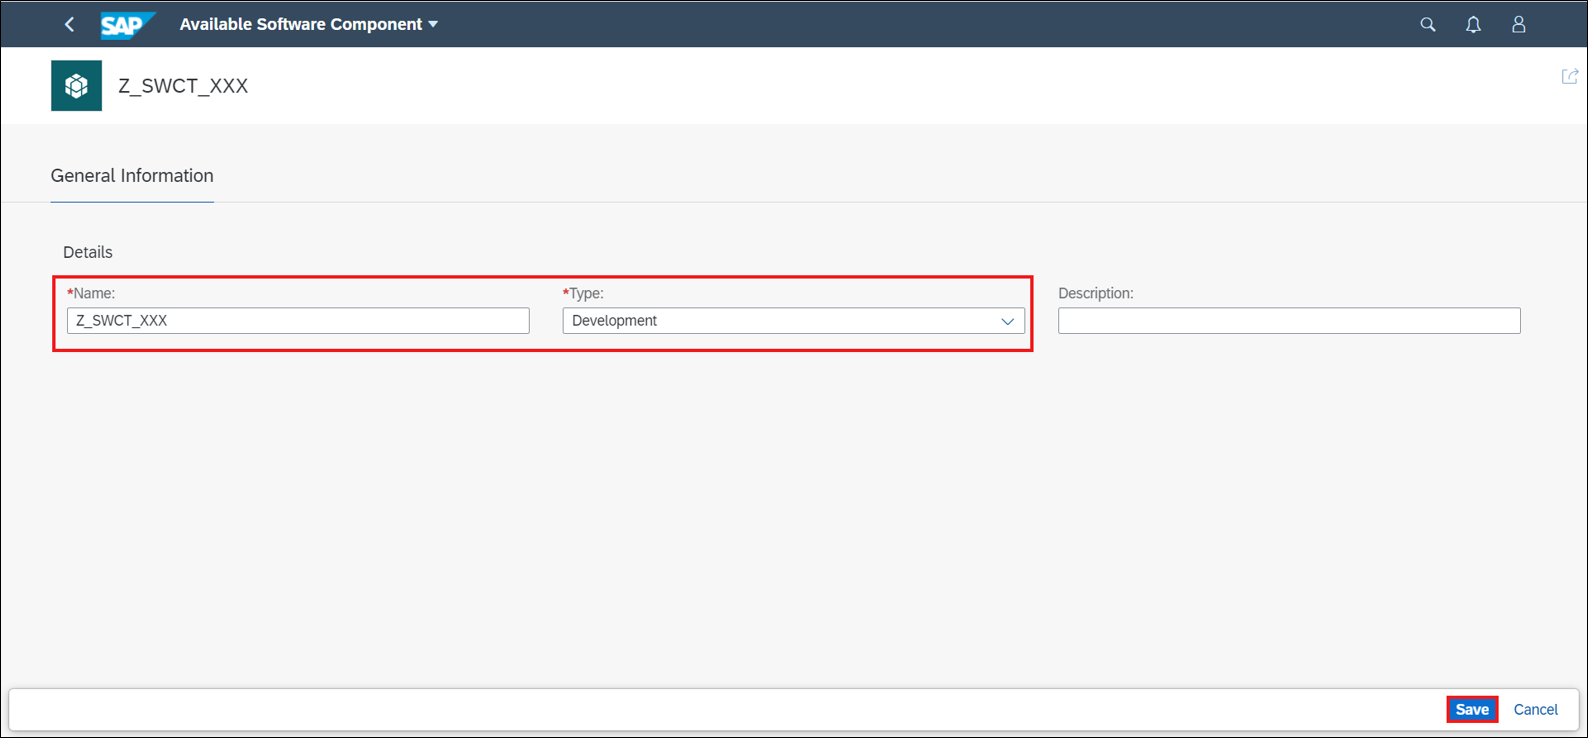 SAP Available Software Component
Z_SWCT_XXX
General Information
Details
*Name: *Type: Description:
Z_SWCT_XXX Development
Save Cancel